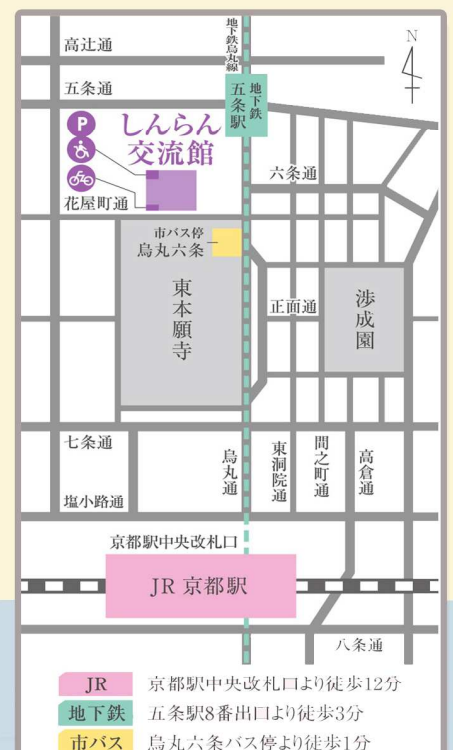 地下鉄烏丸線
N
高辻通
五条通
地下鉄
五条駅
P
しんらん
交流館
花屋町通
六条通
市バス停
烏丸六条
東本願寺
正面通
渉成園
七条通
烏丸通
東洞院通
間之町通
高倉通
塩小路通
京都駅中央改札口
JR 京都駅
八条通
JR 京都駅中央改札口より徒歩12分
地下鉄 五条駅8番出口より徒歩3分
市バス 烏丸六条バス停より徒歩1分